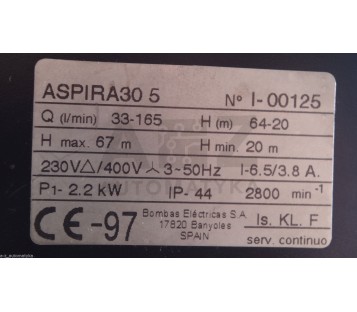 ASPIRA30 5 Nº I-00125
Q (l/min) 33-165 H (m) 64-20
H max. 67 m H min. 20 m
230V△/400V⅄ 3~50Hz I-6.5/3.8 A.
P1- 2.2 kW IP- 44 2800 min⁻¹
CE-97 Bombas Eléctricas S.A. Is. KL. F
17820 Banyoles
SPAIN serv. continuo
AUTOMATYKA